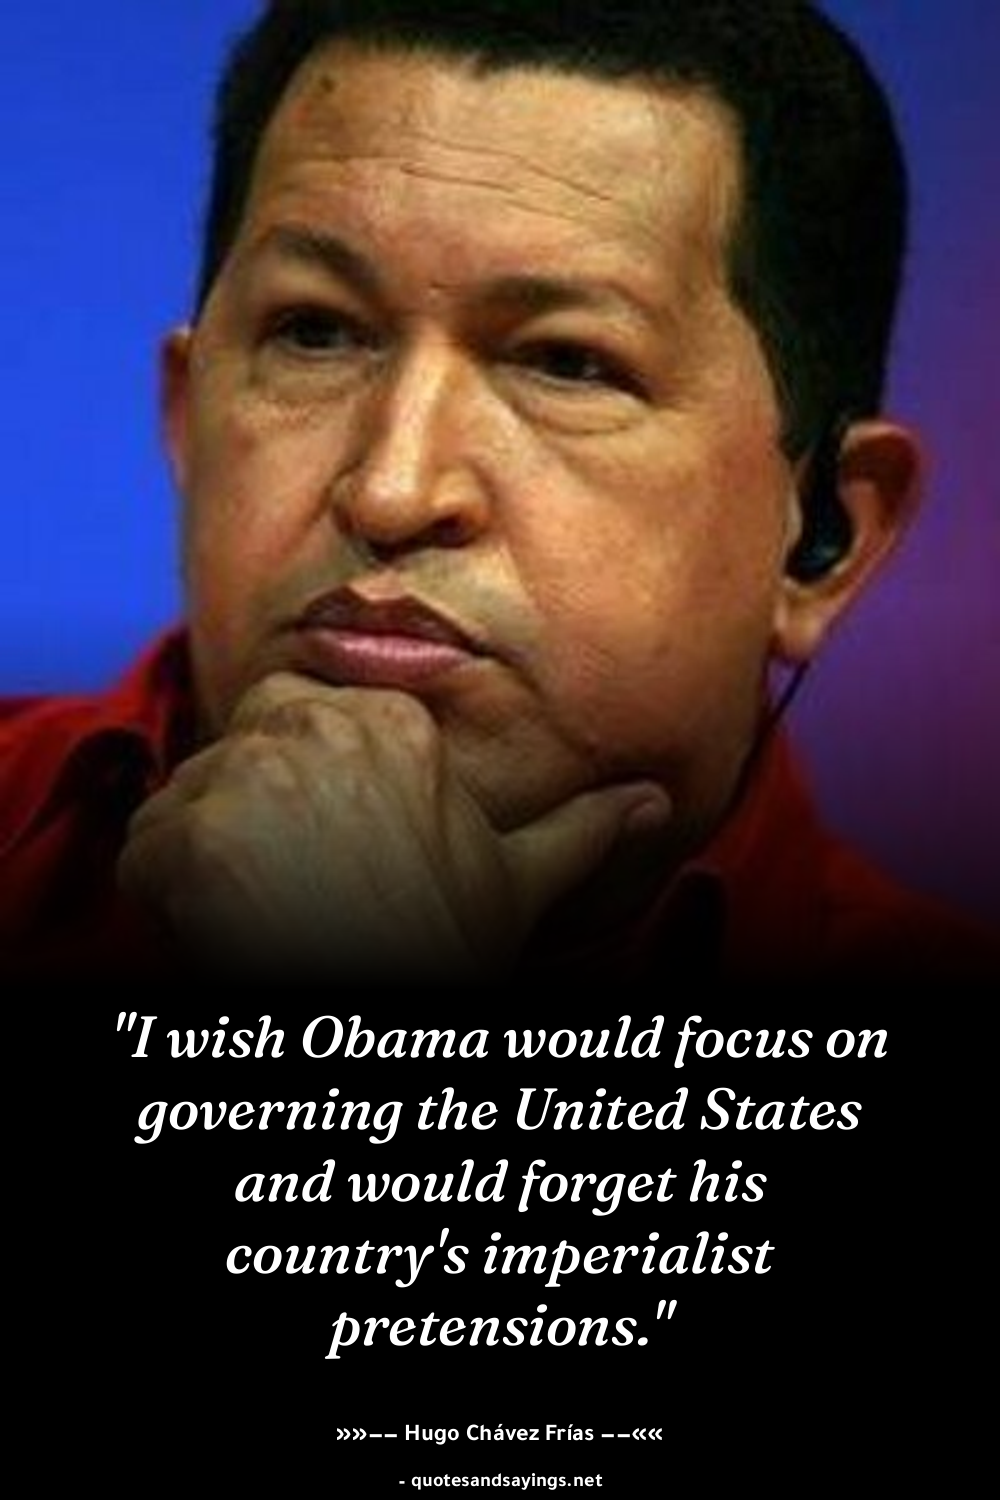 "I wish Obama would focus on
governing the United States
and would forget his
country's imperialist
pretensions."
»»–– Hugo Chávez Frías ––««
- quotesandsayings.net